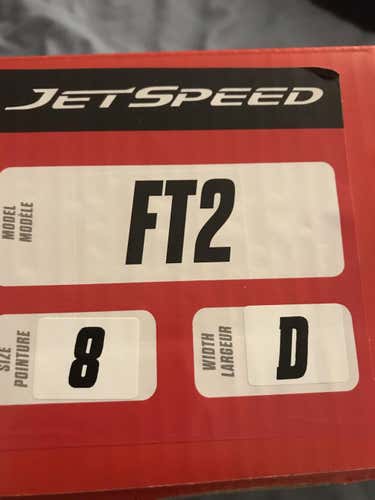 JETSPEED
MODEL
MODÈLE
FT2
SIZE
POINTURE
8
WIDTH
LARGEUR
D